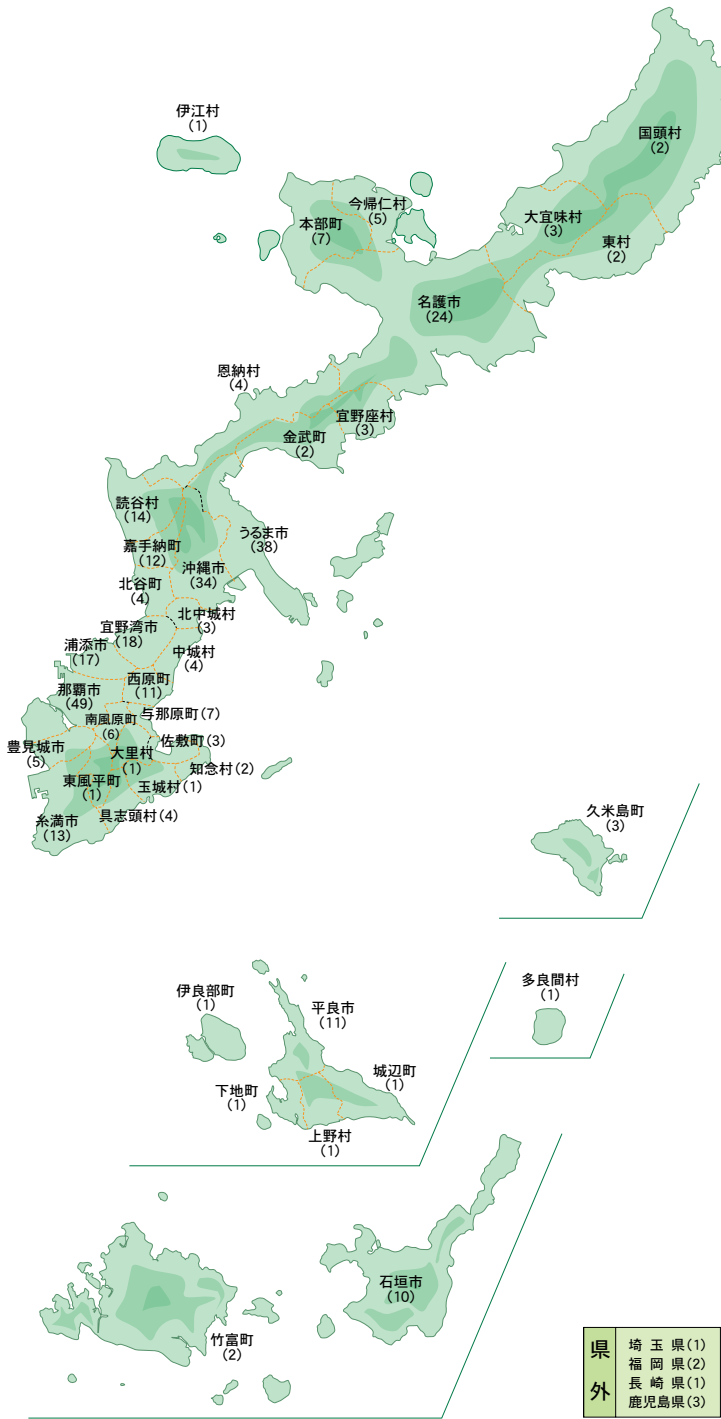 伊江村
(1)
国頭村
(2)
今帰仁村
(5)
本部町
(7)
大宜味村
(3)
東村
(2)
名護市
(24)
恩納村
(4)
宜野座村
(3)
金武町
(2)
読谷村
(14)
うるま市
(38)
嘉手納町
(12)
沖縄市
(34)
北谷町
(4)
北中城村
(3)
宜野湾市
(18)
浦添市
(17)
中城村
(4)
西原町
(11)
那覇市
(49)
与那原町(7)
南風原町
(6)
豊見城市
(5)
佐敷町(3)
大里村
(1)
知念村(2)
東風平町
(1)
玉城村(1)
具志頭村(4)
糸満市
(13)
久米島町
(3)
伊良部町
(1)
平良市
(11)
多良間村
(1)
城辺町
(1)
下地町
(1)
上野村
(1)
石垣市
(10)
竹富町
(2)
県外
埼玉県(1)
福岡県(2)
長崎県(1)
鹿児島県(3)